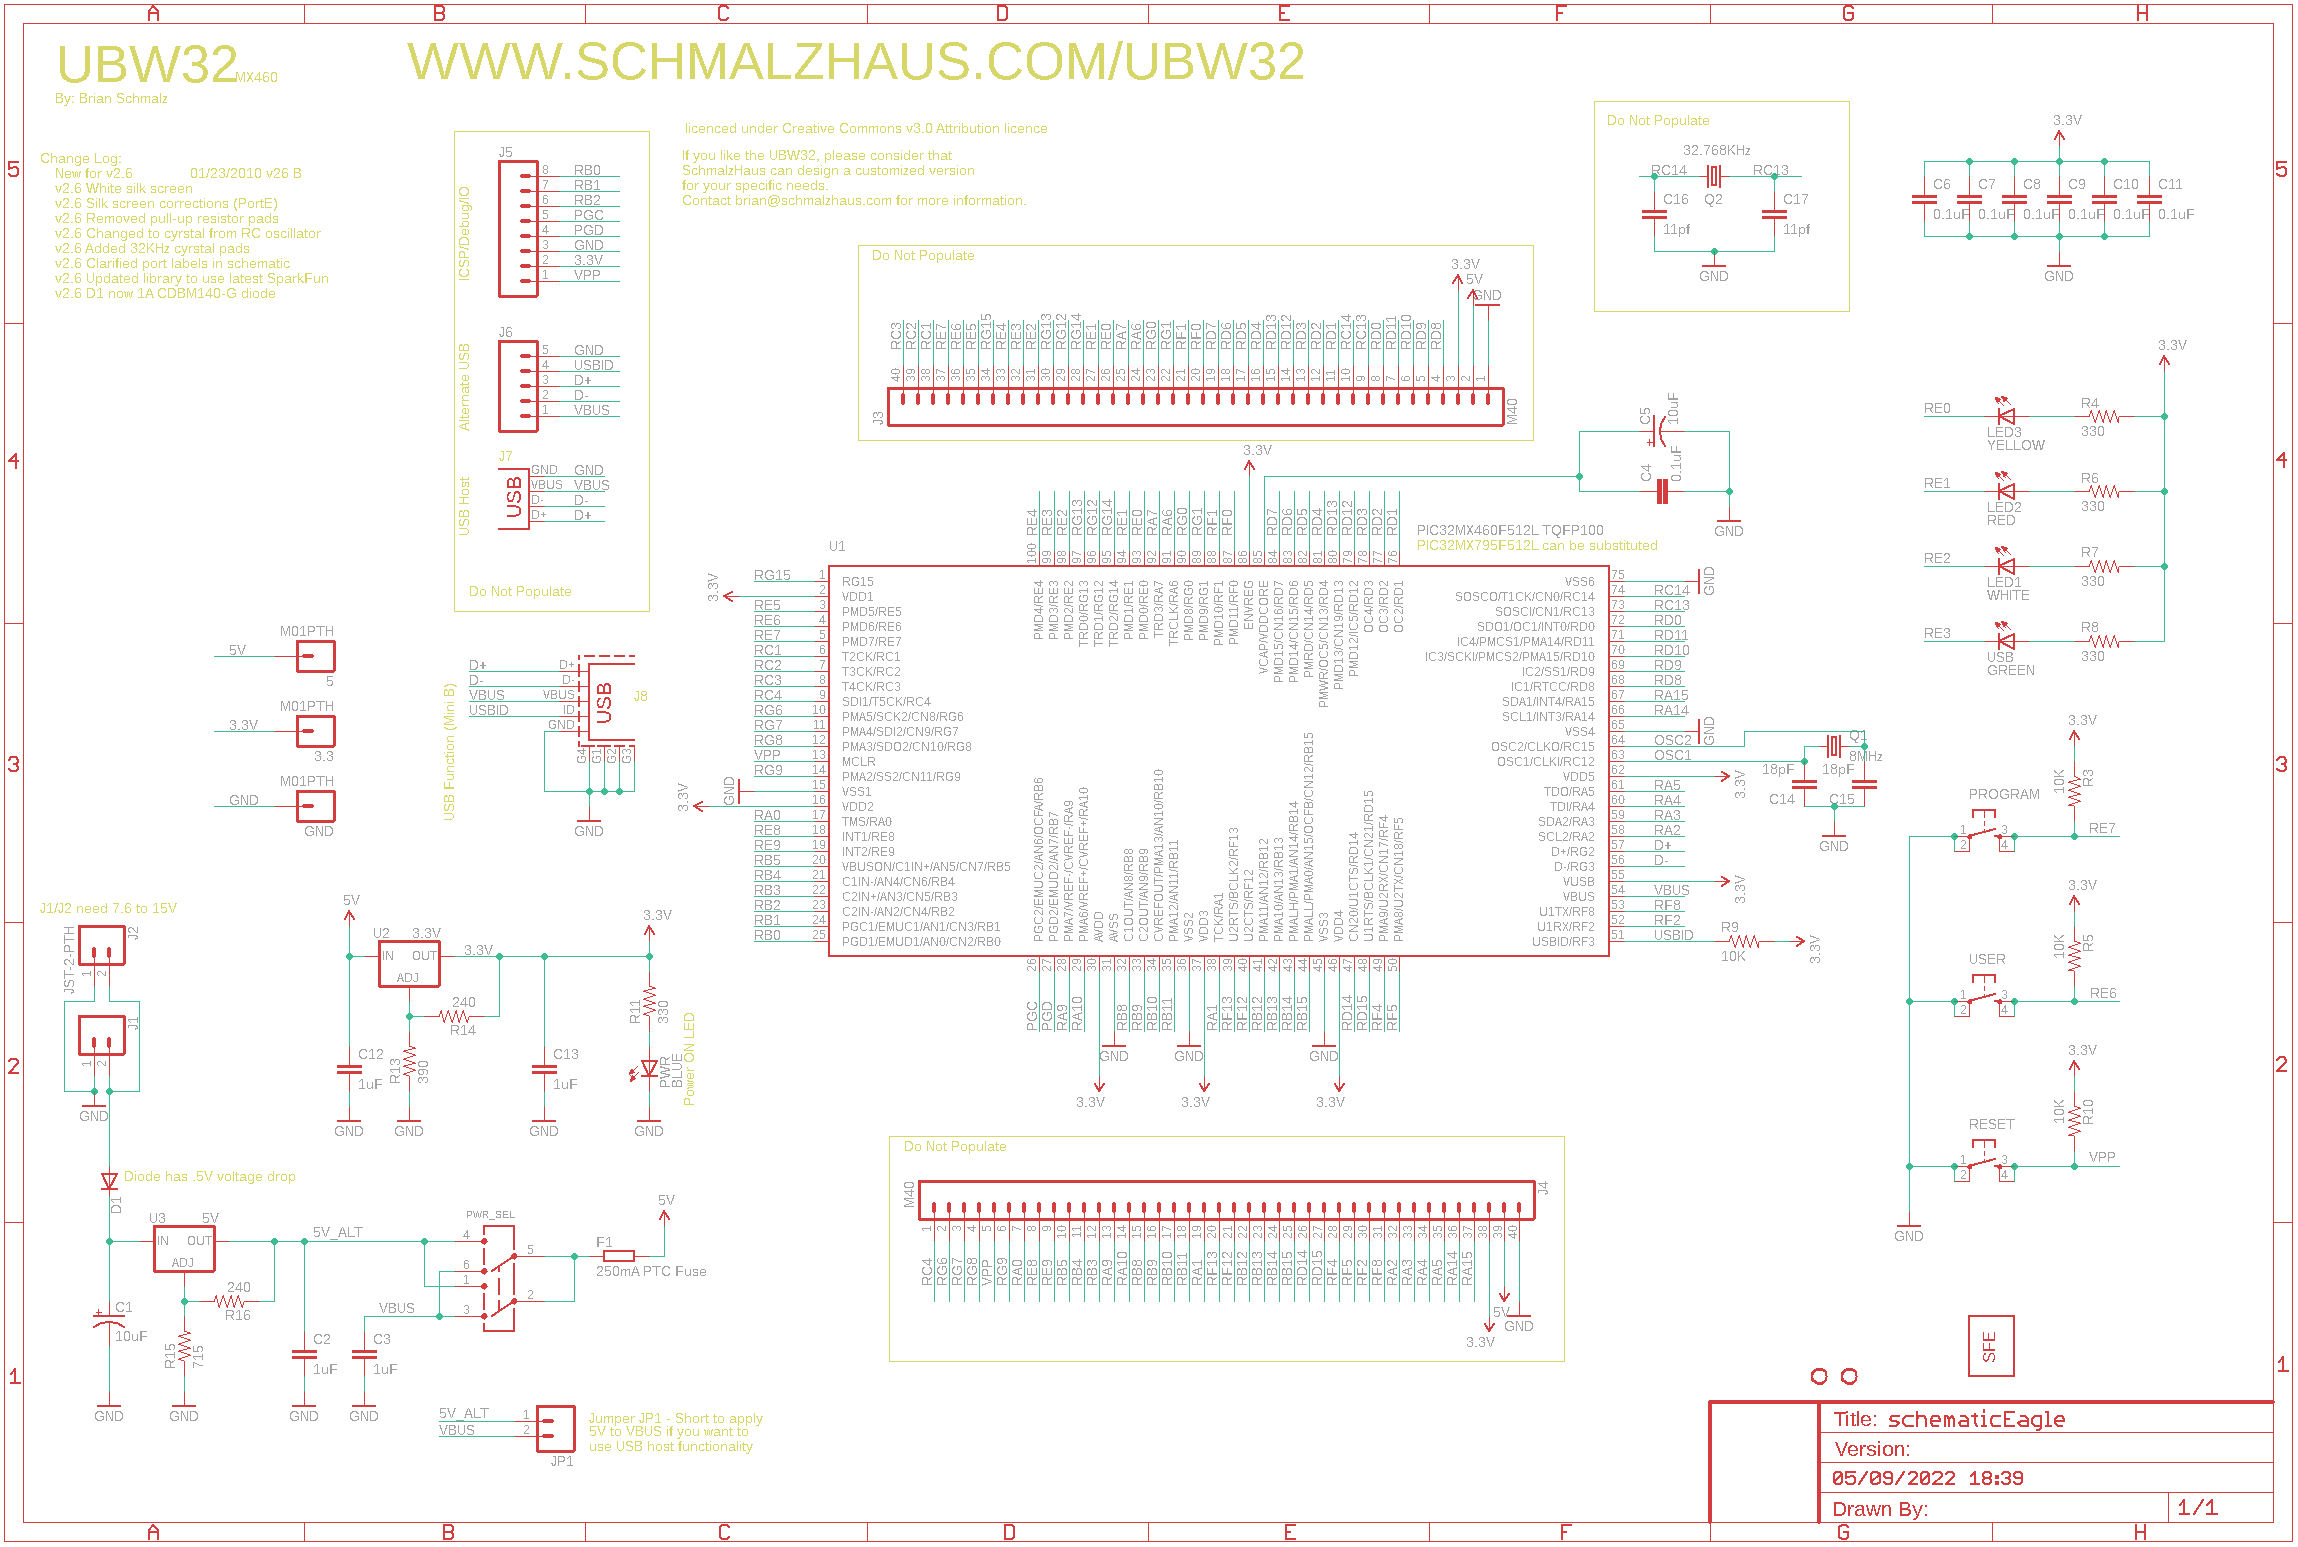 A B C D E F G H
UBW32 MX460
By: Brian Schmalz
WWW.SCHMALZHAUS.COM/UBW32
licenced under Creative Commons v3.0 Attribution licence
If you like the UBW32, please consider that
SchmalzHaus can design a customized version
for your specific needs.
Contact brian@schmalzhaus.com for more information.
Change Log:
New for v2.6 01/23/2010 v26 B
v2.6 White silk screen
v2.6 Silk screen corrections (PortE)
v2.6 Removed pull-up resistor pads
v2.6 Changed to cyrstal from RC oscillator
v2.6 Added 32KHz cyrstal pads
v2.6 Clarified port labels in schematic
v2.6 Updated library to use latest SparkFun
v2.6 D1 now 1A CDBM140-G diode
ICSP/Debug/IO
J5
8 RB0
7 RB1
6 RB2
5 PGC
4 PGD
3 GND
2 3.3V
1 VPP
Alternate USB
J6
5 GND
4 USBID
3 D+
2 D-
1 VBUS
USB Host
J7
USB
GND GND
VBUS VBUS
D- D-
D+ D+
Do Not Populate
Do Not Populate
3.3V
5V
GND
RC3 RC2 RC1 RE7 RE6 RE5 RG15 RE4 RE3 RE2 RG13 RG12 RG14 RE1 RE0 RA7 RA6 RG0 RG1 RF1 RF0 RD7 RD6 RD5 RD4 RD13 RD12 RD3 RD2 RD1 RC14 RC13 RD0 RD11 RD10 RD9 RD8
40 39 38 37 36 35 34 33 32 31 30 29 28 27 26 25 24 23 22 21 20 19 18 17 16 15 14 13 12 11 10 9 8 7 6 5 4 3 2 1
J3
M40
Do Not Populate
32.768KHz
RC14 RC13
C16 Q2 C17
11pf 11pf
GND
3.3V
C6 C7 C8 C9 C10 C11
0.1uF 0.1uF 0.1uF 0.1uF 0.1uF 0.1uF
GND
3.3V
RE0 LED3 YELLOW R4 330
RE1 LED2 RED R6 330
RE2 LED1 WHITE R7 330
RE3 USB GREEN R8 330
C5 10uF
C4 0.1uF
GND
3.3V
PIC32MX460F512L TQFP100
PIC32MX795F512L can be substituted
U1
RE4 RE3 RE2 RG13 RG12 RG14 RE1 RE0 RA7 RA6 RG0 RG1 RF1 RF0 RD7 RD6 RD5 RD4 RD13 RD12 RD3 RD2 RD1
100 99 98 97 96 95 94 93 92 91 90 89 88 87 86 85 84 83 82 81 80 79 78 77 76
PMD4/RE4
PMD3/RE3
PMD2/RE2
TRD0/RG13
TRD1/RG12
TRD2/RG14
PMD1/RE1
PMD0/RE0
TRD3/RA7
TRCLK/RA6
PMD8/RG0
PMD9/RG1
PMD10/RF1
PMD11/RF0
ENVREG
VCAP/VDDCORE
PMD15/CN16/RD7
PMD14/CN15/RD6
PMRD/CN14/RD5
PMWR/OC5/CN13/RD4
PMD13/CN19/RD13
PMD12/IC5/RD12
OC4/RD3
OC3/RD2
OC2/RD1
RG15 1 RG15
3.3V 2 VDD1
RE5 3 PMD5/RE5
RE6 4 PMD6/RE6
RE7 5 PMD7/RE7
RC1 6 T2CK/RC1
RC2 7 T3CK/RC2
RC3 8 T4CK/RC3
RC4 9 SDI1/T5CK/RC4
RG6 10 PMA5/SCK2/CN8/RG6
RG7 11 PMA4/SDI2/CN9/RG7
RG8 12 PMA3/SDO2/CN10/RG8
VPP 13 MCLR
RG9 14 PMA2/SS2/CN11/RG9
GND 15 VSS1
3.3V 16 VDD2
RA0 17 TMS/RA0
RE8 18 INT1/RE8
RE9 19 INT2/RE9
RB5 20 VBUSON/C1IN+/AN5/CN7/RB5
RB4 21 C1IN-/AN4/CN6/RB4
RB3 22 C2IN+/AN3/CN5/RB3
RB2 23 C2IN-/AN2/CN4/RB2
RB1 24 PGC1/EMUC1/AN1/CN3/RB1
RB0 25 PGD1/EMUD1/AN0/CN2/RB0
VSS6 75 GND
SOSCO/T1CK/CN0/RC14 74 RC14
SOSCI/CN1/RC13 73 RC13
SDO1/OC1/INT0/RD0 72 RD0
IC4/PMCS1/PMA14/RD11 71 RD11
IC3/SCKI/PMCS2/PMA15/RD10 70 RD10
IC2/SS1/RD9 69 RD9
IC1/RTCC/RD8 68 RD8
SDA1/INT4/RA15 67 RA15
SCL1/INT3/RA14 66 RA14
VSS4 65 GND
OSC2/CLKO/RC15 64 OSC2
OSC1/CLKI/RC12 63 OSC1
VDD5 62 3.3V
TDO/RA5 61 RA5
TDI/RA4 60 RA4
SDA2/RA3 59 RA3
SCL2/RA2 58 RA2
D+/RG2 57 D+
D-/RG3 56 D-
VUSB 55 3.3V
VBUS 54 VBUS
U1TX/RF8 53 RF8
U1RX/RF2 52 RF2
USBID/RF3 51 USBID
R9 10K 3.3V
PGC2/EMUC2/AN6/OCFA/RB6
PGD2/EMUD2/AN7/RB7
PMA7/VREF-/CVREF-/RA9
PMA6/VREF+/CVREF+/RA10
AVDD
AVSS
C1OUT/AN8/RB8
C2OUT/AN9/RB9
CVREFOUT/PMA13/AN10/RB10
PMA12/AN11/RB11
VSS2
VDD3
TCK/RA1
U2RTS/BCLK2/RF13
U2CTS/RF12
PMA11/AN12/RB12
PMA10/AN13/RB13
PMALH/PMA1/AN14/RB14
PMALL/PMA0/AN15/OCFB/CN12/RB15
VSS3
VDD4
CN20/U1CTS/RD14
U1RTS/BCLK1/CN21/RD15
PMA9/U2RX/CN17/RF4
PMA8/U2TX/CN18/RF5
26 27 28 29 30 31 32 33 34 35 36 37 38 39 40 41 42 43 44 45 46 47 48 49 50
PGC PGD RA9 RA10 RB8 RB9 RB10 RB11 RA1 RF13 RF12 RB12 RB13 RB14 RB15 RD14 RD15 RF4 RF5
GND GND GND
3.3V 3.3V 3.3V
Q1
8MHz
18pF 18pF
C14 C15
GND
3.3V
10K R3
PROGRAM
1 3
2 4
RE7
3.3V
10K R5
USER
1 3
2 4
RE6
3.3V
10K R10
RESET
1 3
2 4
VPP
GND
M01PTH
5V
5
M01PTH
3.3V
3.3
M01PTH
GND
GND
USB Function (Mini B)
D+ D+
D- D-
VBUS VBUS
USBID ID
GND
USB
J8
G4 G1 G2 G3
GND
J1/J2 need 7.6 to 15V
JST-2-PTH
J2
1 2
J1
1 2
GND
5V
U2 3.3V
IN OUT
ADJ
3.3V
3.3V
240
R14
R13 390
C12
1uF
C13
1uF
R11 330
PWR
BLUE
Power ON LED
GND GND GND GND
Diode has .5V voltage drop
D1
U3 5V
IN OUT
ADJ
5V_ALT
240
R16
R15 715
C1
10uF
C2
1uF
C3
1uF
VBUS
GND GND GND GND
PWR_SEL
4 6 1 3
5 2
F1
250mA PTC Fuse
5V
5V_ALT 1
VBUS 2
JP1
Jumper JP1 - Short to apply
5V to VBUS if you want to
use USB host functionality
Do Not Populate
M40
J4
1 2 3 4 5 6 7 8 9 10 11 12 13 14 15 16 17 18 19 20 21 22 23 24 25 26 27 28 29 30 31 32 33 34 35 36 37 38 39 40
RC4 RG6 RG7 RG8 VPP RG9 RA0 RE8 RE9 RB5 RB4 RB3 RA9 RA10 RB8 RB9 RB10 RB11 RA1 RF13 RF12 RB12 RB13 RB14 RB15 RD14 RD15 RF4 RF5 RF2 RF8 RA2 RA3 RA4 RA5 RA14 RA15
5V
GND
3.3V
SFE
Title: schematicEagle
Version:
05/09/2022 18:39
Drawn By:
1/1
5 4 3 2 1
5 4 3 2 1
A B C D E F G H